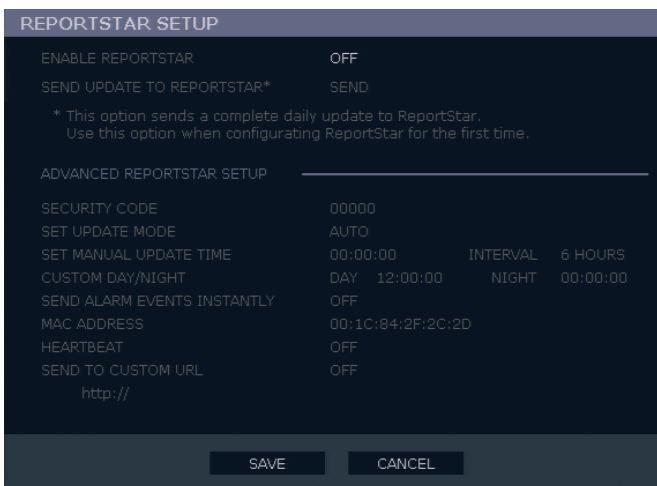 REPORTSTAR SETUP
ENABLE REPORTSTAR OFF
SEND UPDATE TO REPORTSTAR* SEND
* This option sends a complete daily update to ReportStar.
Use this option when configurating ReportStar for the first time.
ADVANCED REPORTSTAR SETUP
SECURITY CODE 00000
SET UPDATE MODE AUTO
SET MANUAL UPDATE TIME 00:00:00 INTERVAL 6 HOURS
CUSTOM DAY/NIGHT DAY 12:00:00 NIGHT 00:00:00
SEND ALARM EVENTS INSTANTLY OFF
MAC ADDRESS 00:1C:84:2F:2C:2D
HEARTBEAT OFF
SEND TO CUSTOM URL OFF
http://
SAVE CANCEL